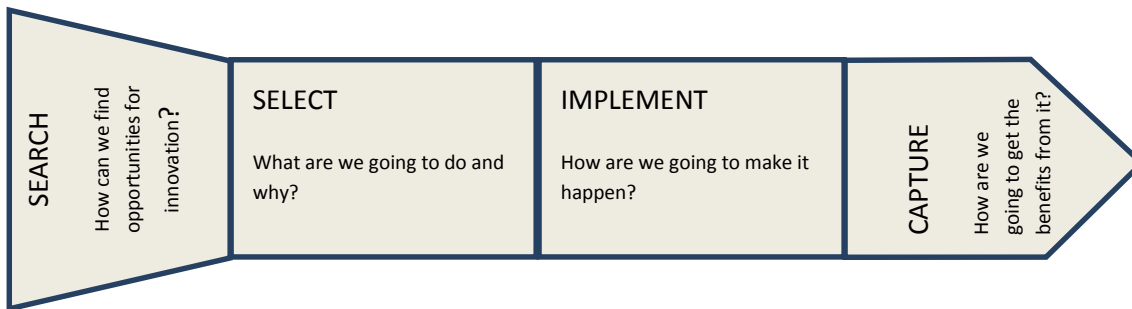 SEARCH
How can we find
opportunities for
innovation?
SELECT
What are we going to do and
why?
IMPLEMENT
How are we going to make it
happen?
CAPTURE
How are we
going to get the
benefits from it?